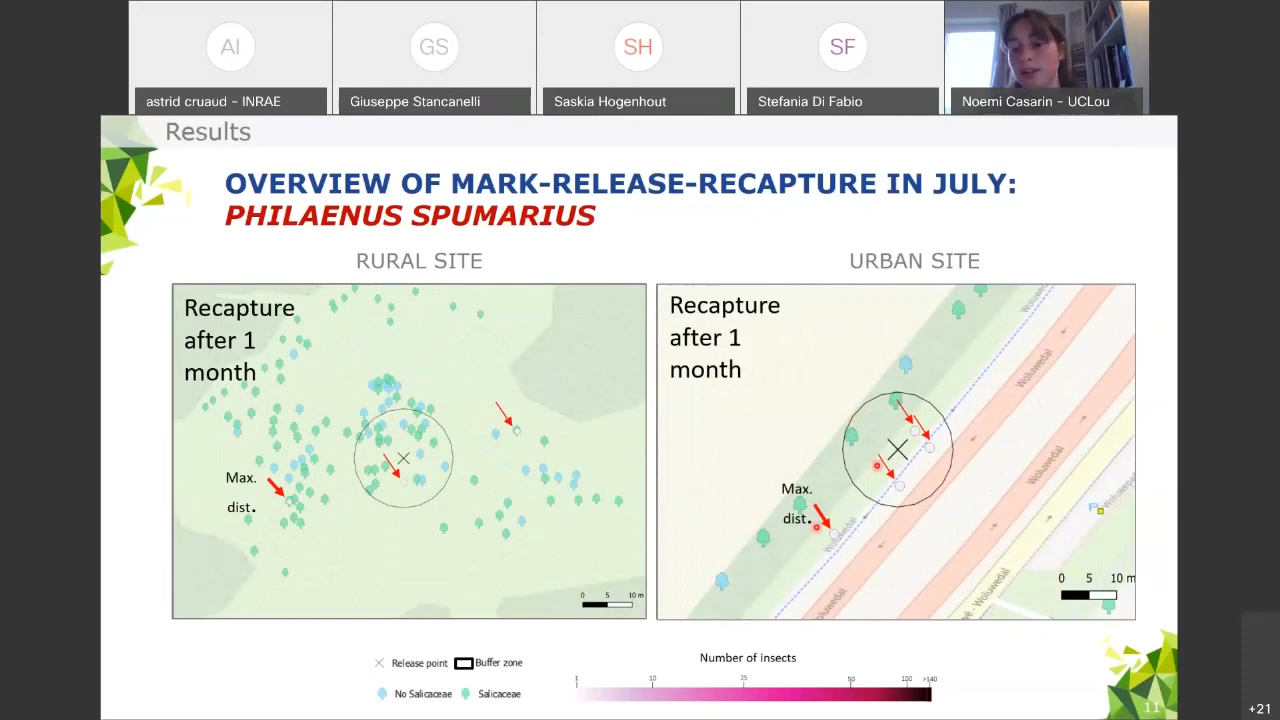 AI
GS
SH
SF
astrid cruaud – INRAE
Giuseppe Stancanelli
Saskia Hogenhout
Stefania Di Fabio
Noemi Casarin – UCLou
Results
OVERVIEW OF MARK-RELEASE-RECAPTURE IN JULY:
PHILAENUS SPUMARIUS
RURAL SITE
URBAN SITE
Recapture
after 1
month
Max.
dist.
0 5 10 m
Recapture
after 1
month
Max.
dist.
Woluwedal
Woluwedal
Woluwedal
Woluwedal
0 5 10 m
Release point
Buffer zone
No Salicaceae
Salicaceae
Number of insects
1 10 25 50 100 >140
11
+21